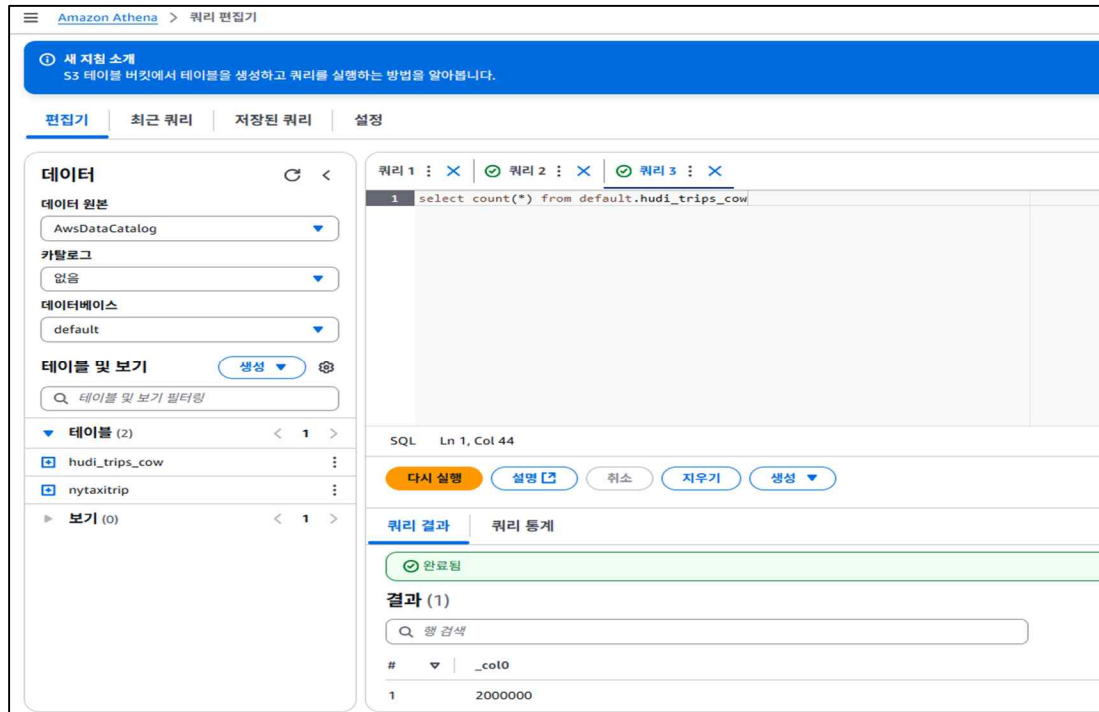 Amazon Athena > 쿼리 편집기
새 지침 소개
S3 테이블 버킷에서 테이블을 생성하고 쿼리를 실행하는 방법을 알아봅니다.
편집기 최근 쿼리 저장된 쿼리 설정
데이터
데이터 원본
AwsDataCatalog
카탈로그
없음
데이터베이스
default
테이블 및 보기 생성
테이블 및 보기 필터링
테이블 (2) < 1 >
hudi_trips_cow
nytaxitrip
보기 (0) < 1 >
쿼리 1 쿼리 2 쿼리 3
1 select count(*) from default.hudi_trips_cow
SQL Ln 1, Col 44
다시 실행 설명 취소 지우기 생성
쿼리 결과 쿼리 통계
완료됨
결과 (1)
행 검색
# _col0
1 2000000